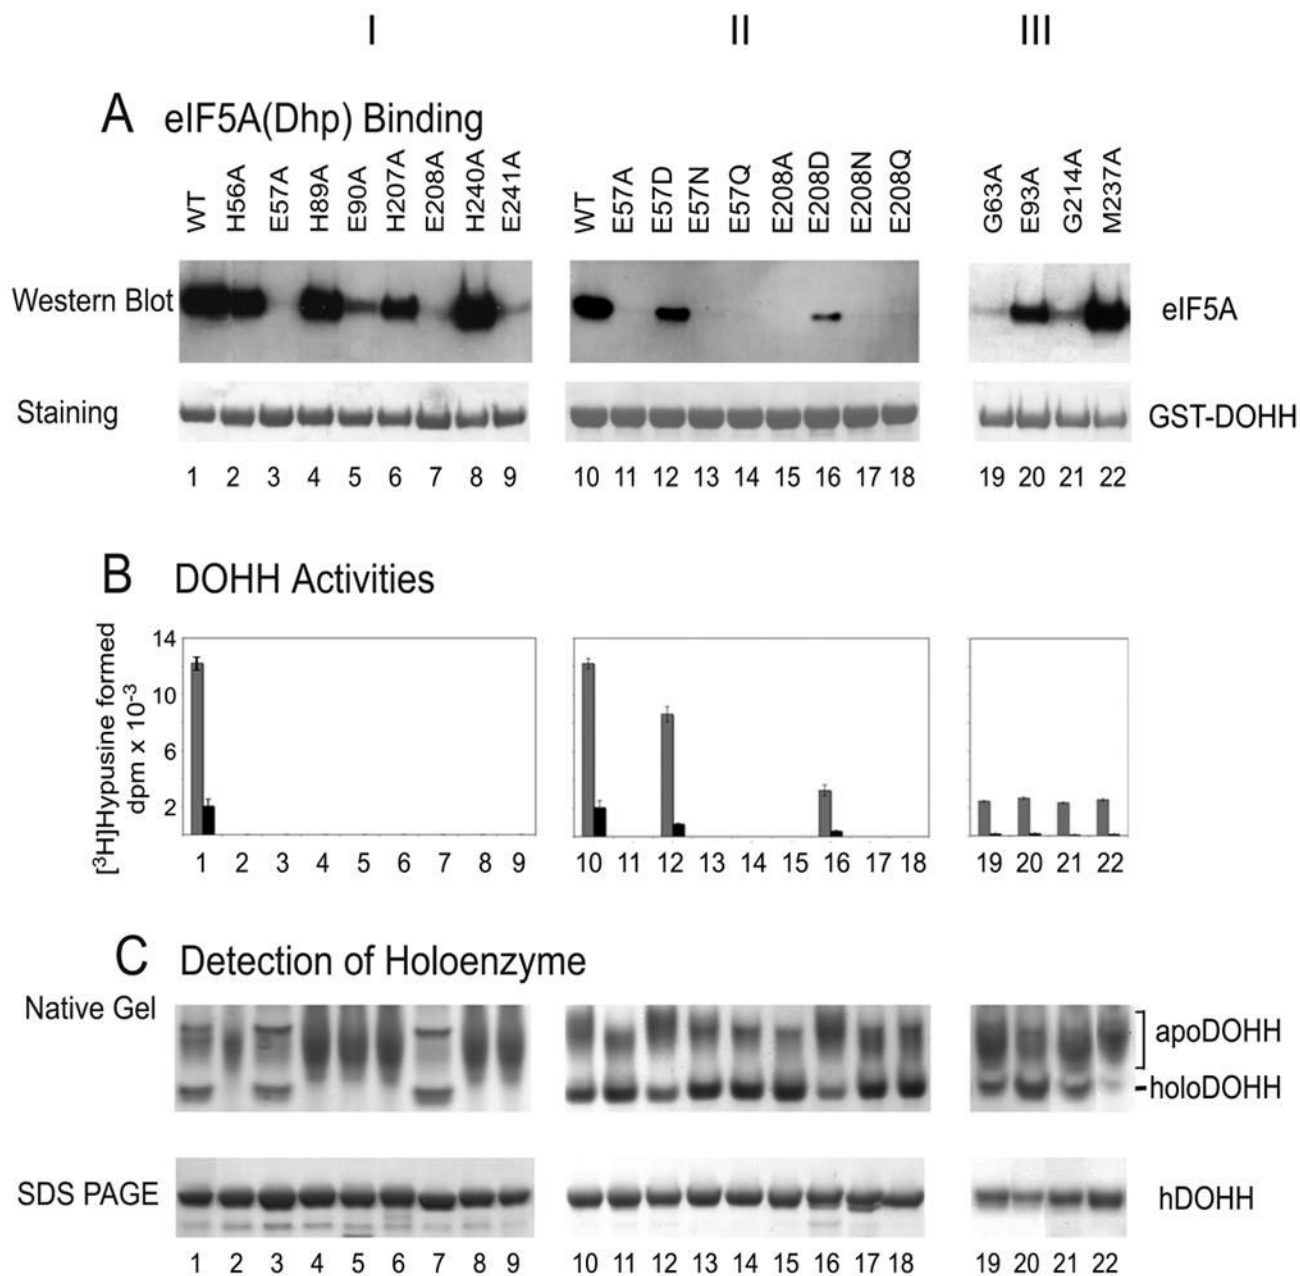 I II III
A eIF5A(Dhp) Binding
WT H56A E57A H89A E90A H207A E208A H240A E241A WT E57A E57D E57N E57Q E208A E208D E208N E208Q G63A E93A G214A M237A
Western Blot eIF5A
Staining GST-DOHH
1 2 3 4 5 6 7 8 9 10 11 12 13 14 15 16 17 18 19 20 21 22
B DOHH Activities
[³H]Hypusine formed
dpm x 10⁻³
14
10
6
2
1 2 3 4 5 6 7 8 9 10 11 12 13 14 15 16 17 18 19 20 21 22
C Detection of Holoenzyme
Native Gel
apoDOHH
holoDOHH
SDS PAGE hDOHH
1 2 3 4 5 6 7 8 9 10 11 12 13 14 15 16 17 18 19 20 21 22